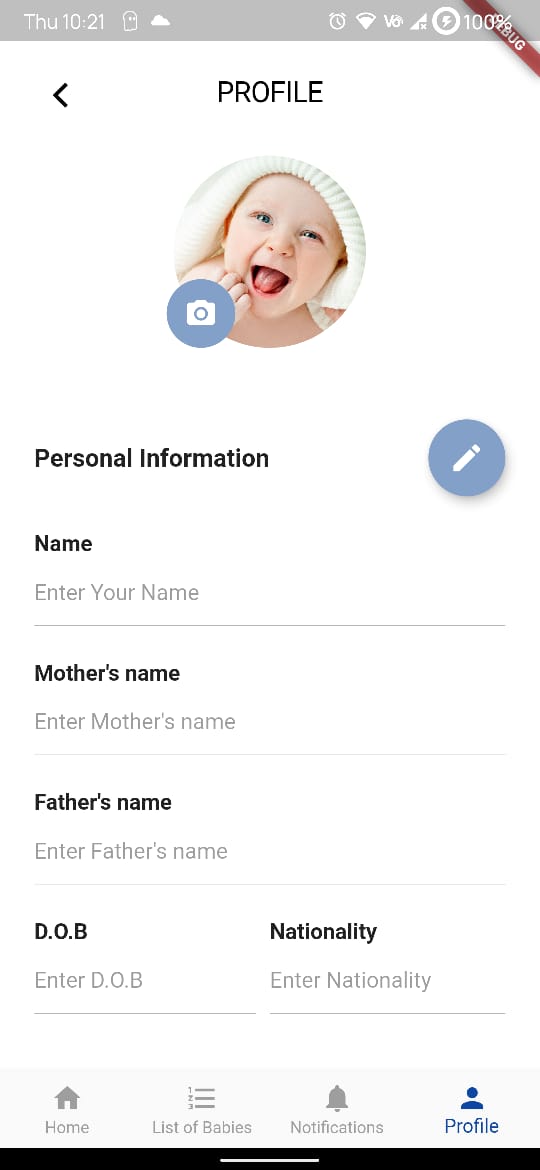 Thu 10:21
100%
DEBUG
PROFILE
Personal Information
Name
Enter Your Name
Mother's name
Enter Mother's name
Father's name
Enter Father's name
D.O.B Nationality
Enter D.O.B Enter Nationality
Home List of Babies Notifications Profile